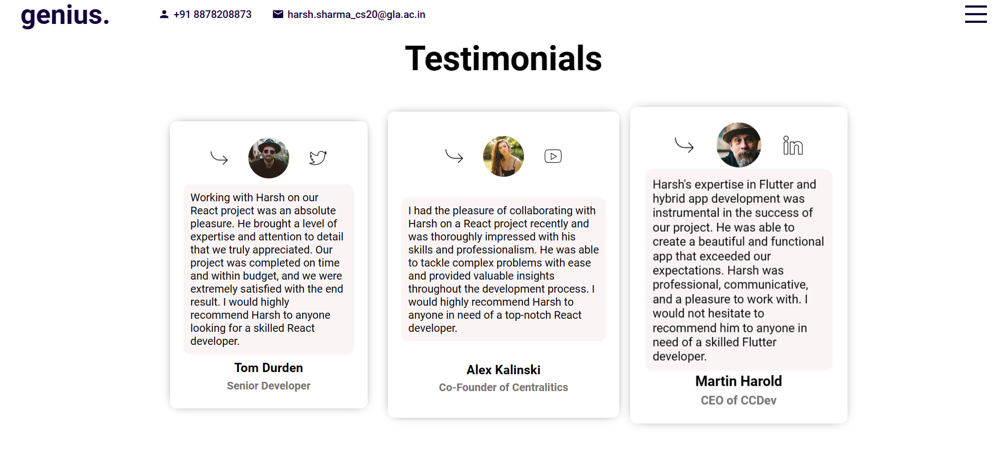 genius.
+91 8878208873
harsh.sharma_cs20@gla.ac.in
Testimonials
Working with Harsh on our
React project was an absolute
pleasure. He brought a level of
expertise and attention to detail
that we truly appreciated. Our
project was completed on time
and within budget, and we were
extremely satisfied with the end
result. I would highly
recommend Harsh to anyone
looking for a skilled React
developer.
Tom Durden
Senior Developer
I had the pleasure of collaborating with
Harsh on a React project recently and
was thoroughly impressed with his
skills and professionalism. He was able
to tackle complex problems with ease
and provided valuable insights
throughout the development process. I
would highly recommend Harsh to
anyone in need of a top-notch React
developer.
Alex Kalinski
Co-Founder of Centralitics
in
Harsh's expertise in Flutter and
hybrid app development was
instrumental in the success of
our project. He was able to
create a beautiful and functional
app that exceeded our
expectations. Harsh was
professional, communicative,
and a pleasure to work with. I
would not hesitate to
recommend him to anyone in
need of a skilled Flutter
developer.
Martin Harold
CEO of CCDev